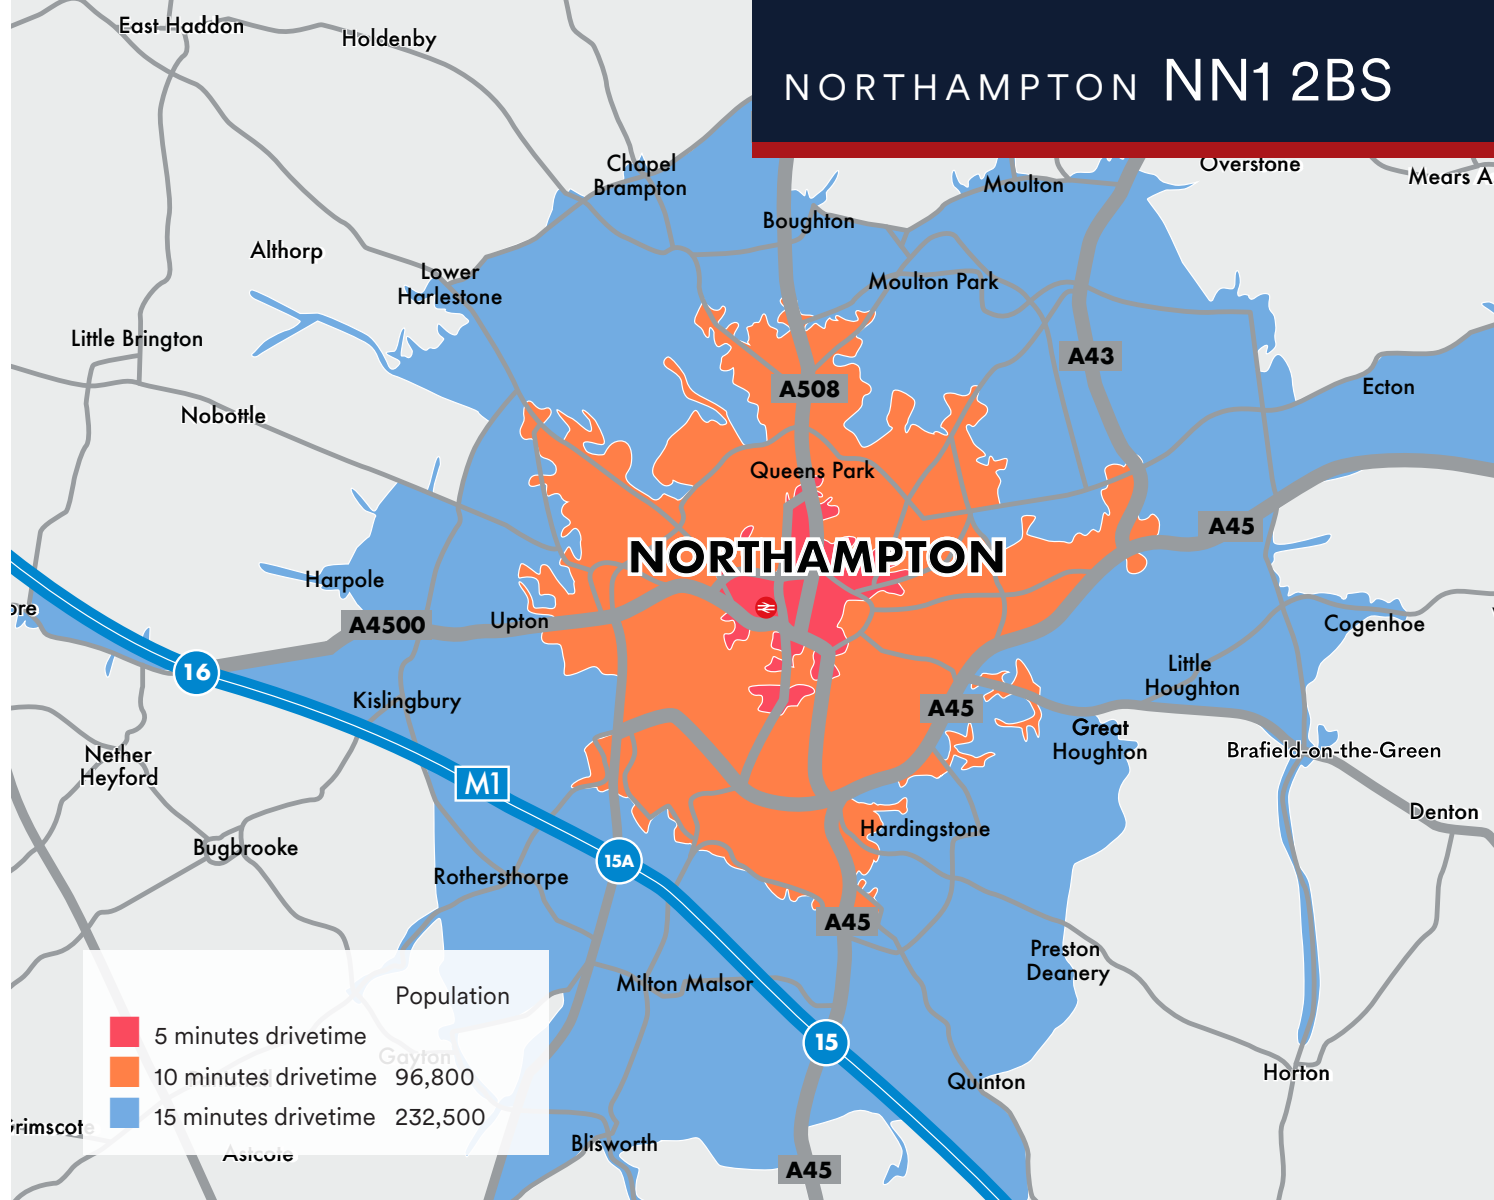 East Haddon
Holdenby
NORTHAMPTON NN1 2BS
Chapel
Brampton
Overstone
Mears A
Moulton
Boughton
Althorp
Lower
Harlestone
Moulton Park
Little Brington
A43
A508
Ecton
Nobottle
Queens Park
A45
NORTHAMPTON
Harpole
ore
A4500
Upton
Cogenhoe
16
Little
Houghton
Kislingbury
A45
Great
Houghton
Nether
Heyford
Brafield-on-the-Green
M1
Denton
Hardingstone
Bugbrooke
15A
Rothersthorpe
A45
Preston
Deanery
Milton Malsor
Population
5 minutes drivetime
15
Gayton
10 minutes drivetime 96,800
Quinton
Horton
15 minutes drivetime 232,500
Grimscote
Blisworth
Astcote
A45